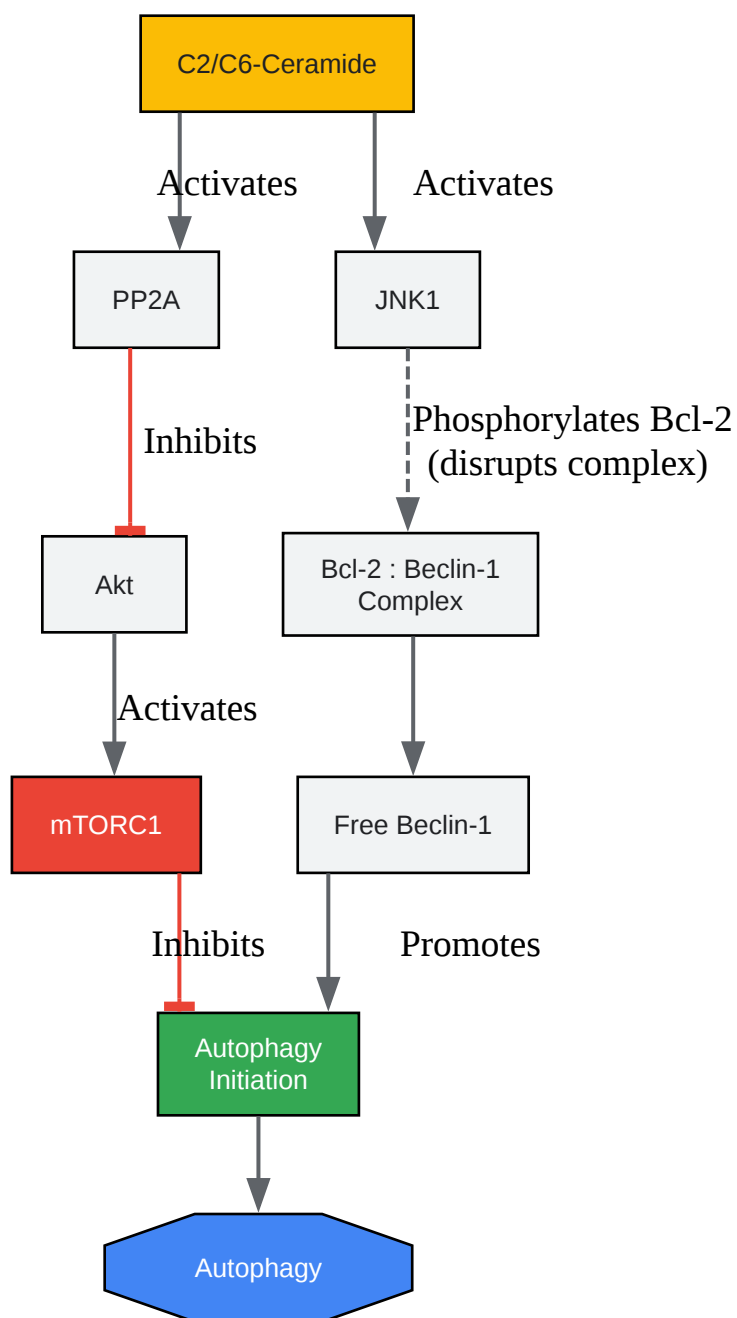 C2/C6-Ceramide
Activates
Activates
PP2A
JNK1
Phosphorylates Bcl-2
(disrupts complex)
Inhibits
Akt
Bcl-2 : Beclin-1
Complex
Activates
mTORC1
Free Beclin-1
Inhibits
Promotes
Autophagy
Initiation
Autophagy